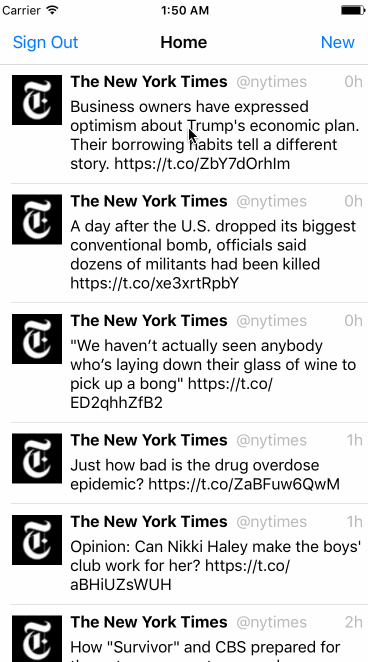 Carrier 1:50 AM
Sign Out Home New
The New York Times @nytimes 0h
Business owners have expressed
optimism about Trump's economic plan.
Their borrowing habits tell a different
story. https://t.co/ZbY7dOrhIm
The New York Times @nytimes 0h
A day after the U.S. dropped its biggest
conventional bomb, officials said
dozens of militants had been killed
https://t.co/xe3xrtRpbY
The New York Times @nytimes 0h
"We haven’t actually seen anybody
who’s laying down their glass of wine to
pick up a bong" https://t.co/
ED2qhhZfB2
The New York Times @nytimes 1h
Just how bad is the drug overdose
epidemic? https://t.co/ZaBFuw6QwM
The New York Times @nytimes 1h
Opinion: Can Nikki Haley make the boys'
club work for her? https://t.co/
aBHiUZsWUH
The New York Times @nytimes 2h
How "Survivor" and CBS prepared for